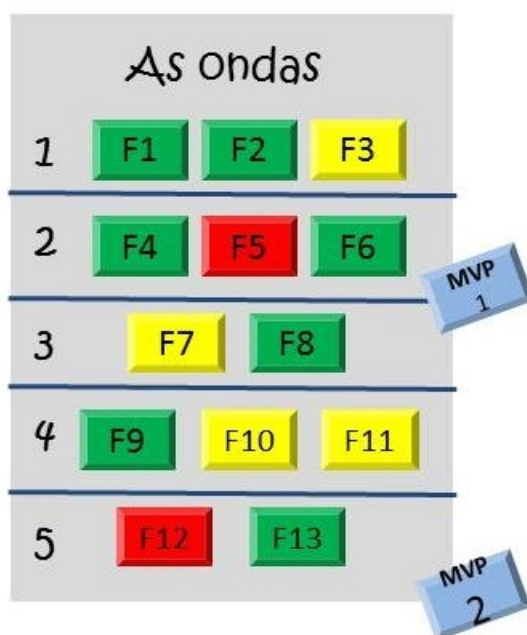 As ondas
1 F1 F2 F3
2 F4 F5 F6
MVP
1
3 F7 F8
4 F9 F10 F11
5 F12 F13
MVP
2